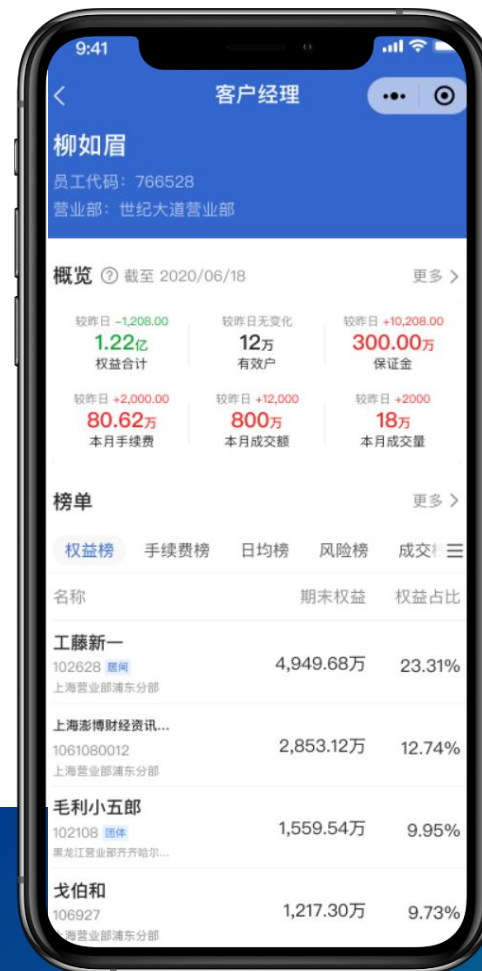 9:41
客户经理
柳如眉
员工代码：766528
营业部：世纪大道营业部
概览 ? 截至 2020/06/18 更多 >
较昨日 -1,208.00 较昨日无变化 较昨日 +10,208.00
1.22亿 12万 300.00万
权益合计 有效户 保证金
较昨日 +2,000.00 较昨日 +12,000 较昨日 +2000
80.62万 800万 18万
本月手续费 本月成交额 本月成交量
榜单 更多 >
权益榜 手续费榜 日均榜 风险榜 成交
名称 期末权益 权益占比
工藤新一
102628 居间 4,949.68万 23.31%
上海营业部浦东分部
上海澎博财经资讯...
1061080012 2,853.12万 12.74%
上海营业部浦东分部
毛利小五郎
102108 团体 1,559.54万 9.95%
黑龙江营业部齐齐哈尔...
戈伯和
106927 1,217.30万 9.73%
海营业部浦东分部